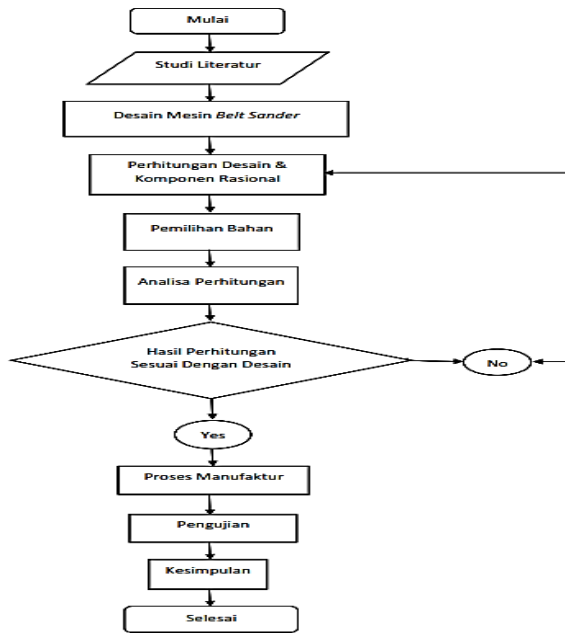 Mulai
Studi Literatur
Desain Mesin Belt Sander
Perhitungan Desain &
Komponen Rasional
Pemilihan Bahan
Analisa Perhitungan
Hasil Perhitungan
Sesuai Dengan Desain
No
Yes
Proses Manufaktur
Pengujian
Kesimpulan
Selesai